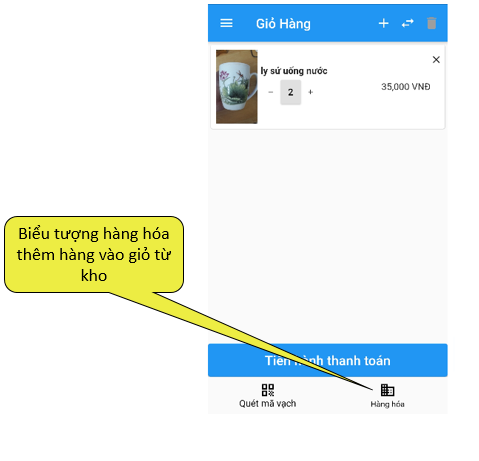 Giỏ Hàng
ly sứ uống nước
− 2 +
35,000 VNĐ
Biểu tượng hàng hóa
thêm hàng vào giỏ từ
kho
Tiến hành thanh toán
Quét mã vạch
Hàng hóa